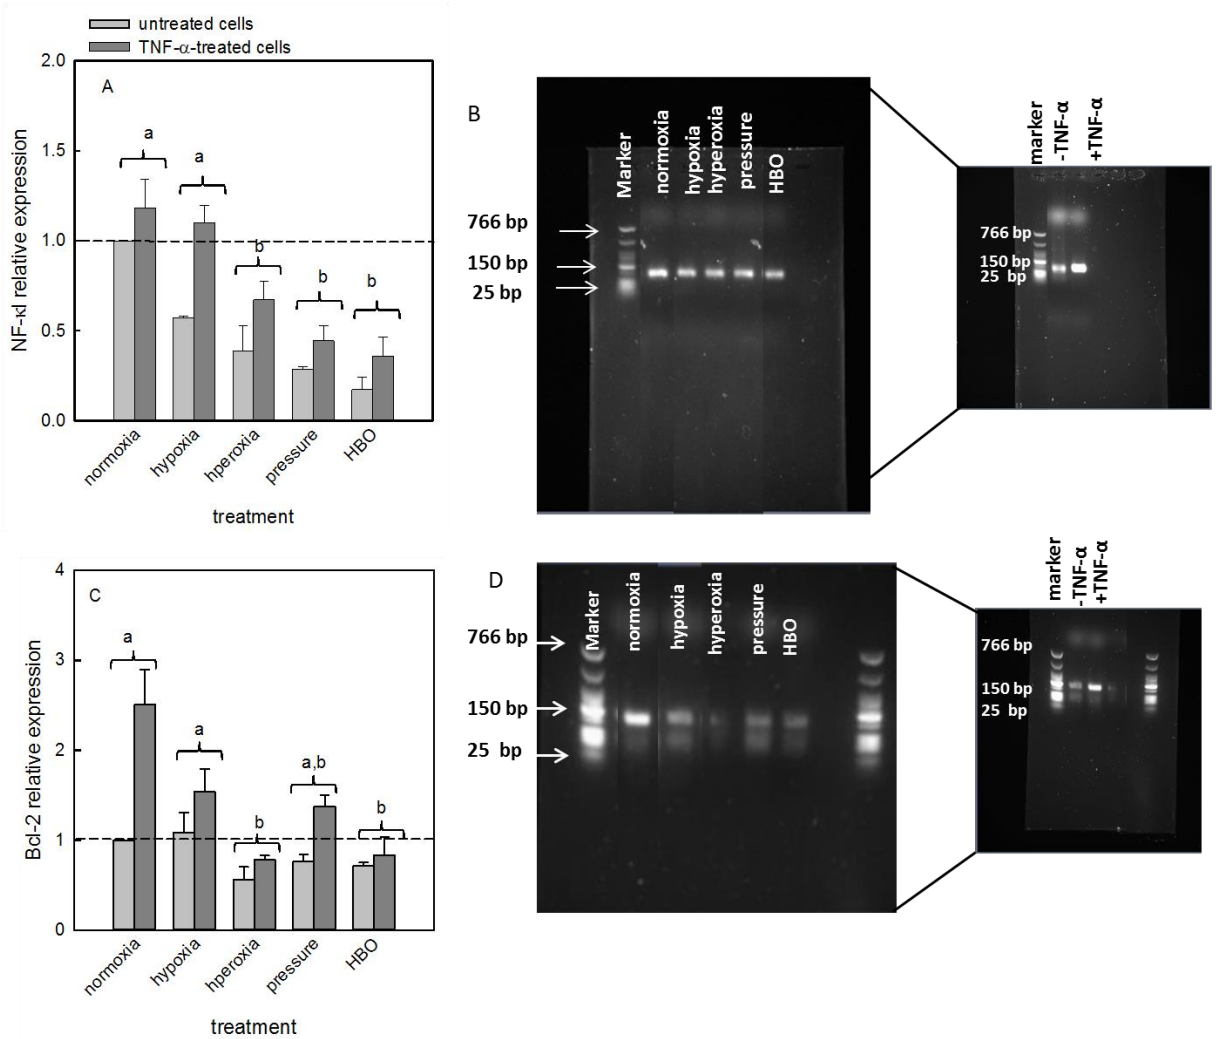 untreated cells
TNF-α-treated cells
A
2.0
1.5
1.0
0.5
0.0
NF-κI relative expression
a
a
b
b
b
normoxia
hypoxia
hperoxia
pressure
HBO
treatment
B
Marker
normoxia
hypoxia
hyperoxia
pressure
HBO
766 bp
150 bp
25 bp
marker
-TNF-α
+TNF-α
766 bp
150 bp
25 bp
C
4
3
2
1
0
Bcl-2 relative expression
a
a
b
a,b
b
normoxia
hypoxia
hperoxia
pressure
HBO
treatment
D
Marker
normoxia
hypoxia
hyperoxia
pressure
HBO
766 bp
150 bp
25 bp
marker
-TNF-α
+TNF-α
766 bp
150 bp
25 bp